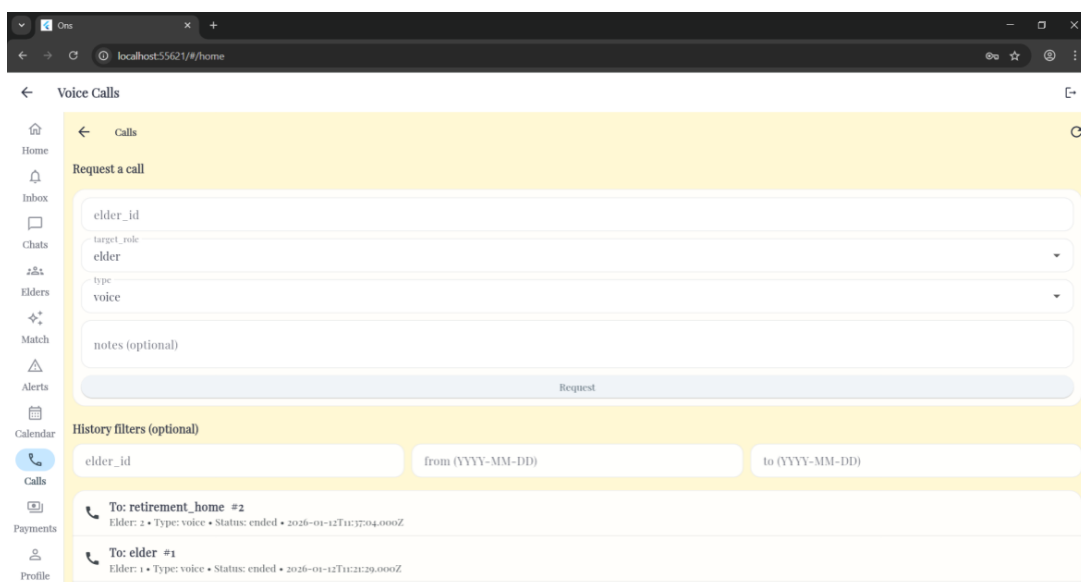 Ons
localhost:55621/#/home
Voice Calls
Home
Inbox
Chats
Elders
Match
Alerts
Calendar
Calls
Payments
Profile
Calls
Request a call
elder_id
target_role
elder
type
voice
notes (optional)
Request
History filters (optional)
elder_id from (YYYY-MM-DD) to (YYYY-MM-DD)
To: retirement_home #2
Elder: 2 • Type: voice • Status: ended • 2026-01-12T11:37:04.000Z
To: elder #1
Elder: 1 • Type: voice • Status: ended • 2026-01-12T11:21:29.000Z